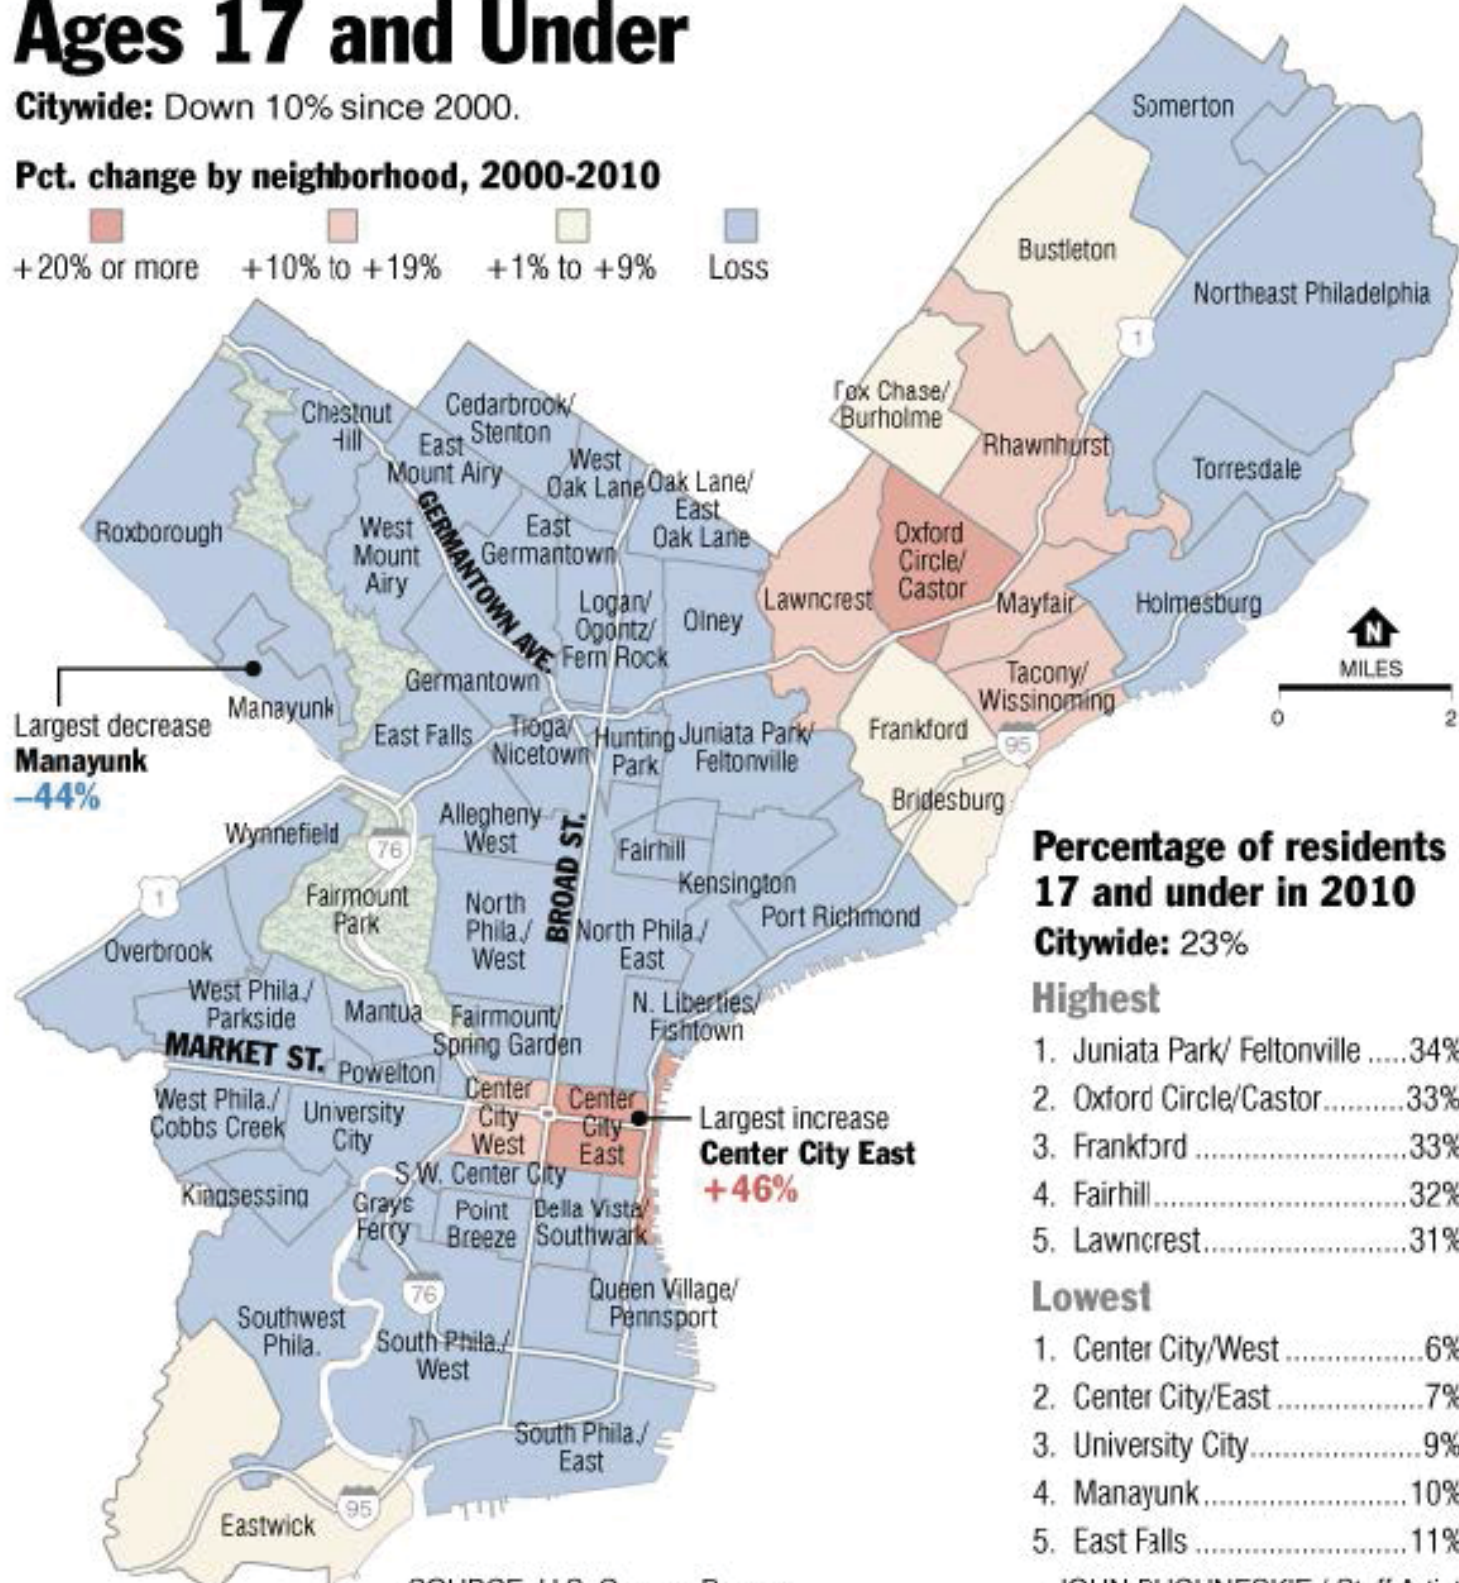 Ages 17 and Under
Citywide: Down 10% since 2000.
Pct. change by neighborhood, 2000-2010
+20% or more
+10% to +19%
+1% to +9%
Loss
Somerton
Bustleton
Northeast Philadelphia
1
Fox Chase/
Burholme
Rhawnhurst
Torresdale
Chestnut
Hill
Cedarbrook/
Stenton
East
Mount Airy
West
Oak Lane
Oak Lane/
East
Oak Lane
Roxborough
West
Mount
Airy
GERMANTOWN AVE.
East
Germantown
Oxford
Circle/
Castor
Lawncrest
Mayfair
Holmesburg
Logan/
Ogontz/
Fern Rock
Olney
N
MILES
0
2
Germantown
Tacony/
Wissinoming
Manayunk
Largest decrease
Manayunk
–44%
East Falls
Tioga/
Nicetown
Hunting
Park
Juniata Park/
Feltonville
Frankford
95
Bridesburg
Wynnefield
76
Allegheny
West
BROAD ST.
Fairhill
Kensington
1
Fairmount
Park
North
Phila./
West
North Phila./
East
Port Richmond
Overbrook
West Phila./
Parkside
Mantua
Fairmount/
Spring Garden
N. Liberties/
Fishtown
MARKET ST.
Powelton
Center
City
West
Center
City
East
Largest increase
Center City East
+46%
West Phila./
Cobbs Creek
University
City
S.W. Center City
Kingsessing
Grays
Ferry
Point
Breeze
Bella Vista/
Southwark
76
Queen Village/
Pennsport
Southwest
Phila.
South Phila./
West
South Phila./
East
95
Eastwick
Percentage of residents
17 and under in 2010
Citywide: 23%
Highest
1. Juniata Park/ Feltonville .....34%
2. Oxford Circle/Castor..........33%
3. Frankford ..........................33%
4. Fairhill...............................32%
5. Lawncrest.........................31%
Lowest
1. Center City/West .................6%
2. Center City/East ..................7%
3. University City.....................9%
4. Manayunk.........................10%
5. East Falls ..........................11%